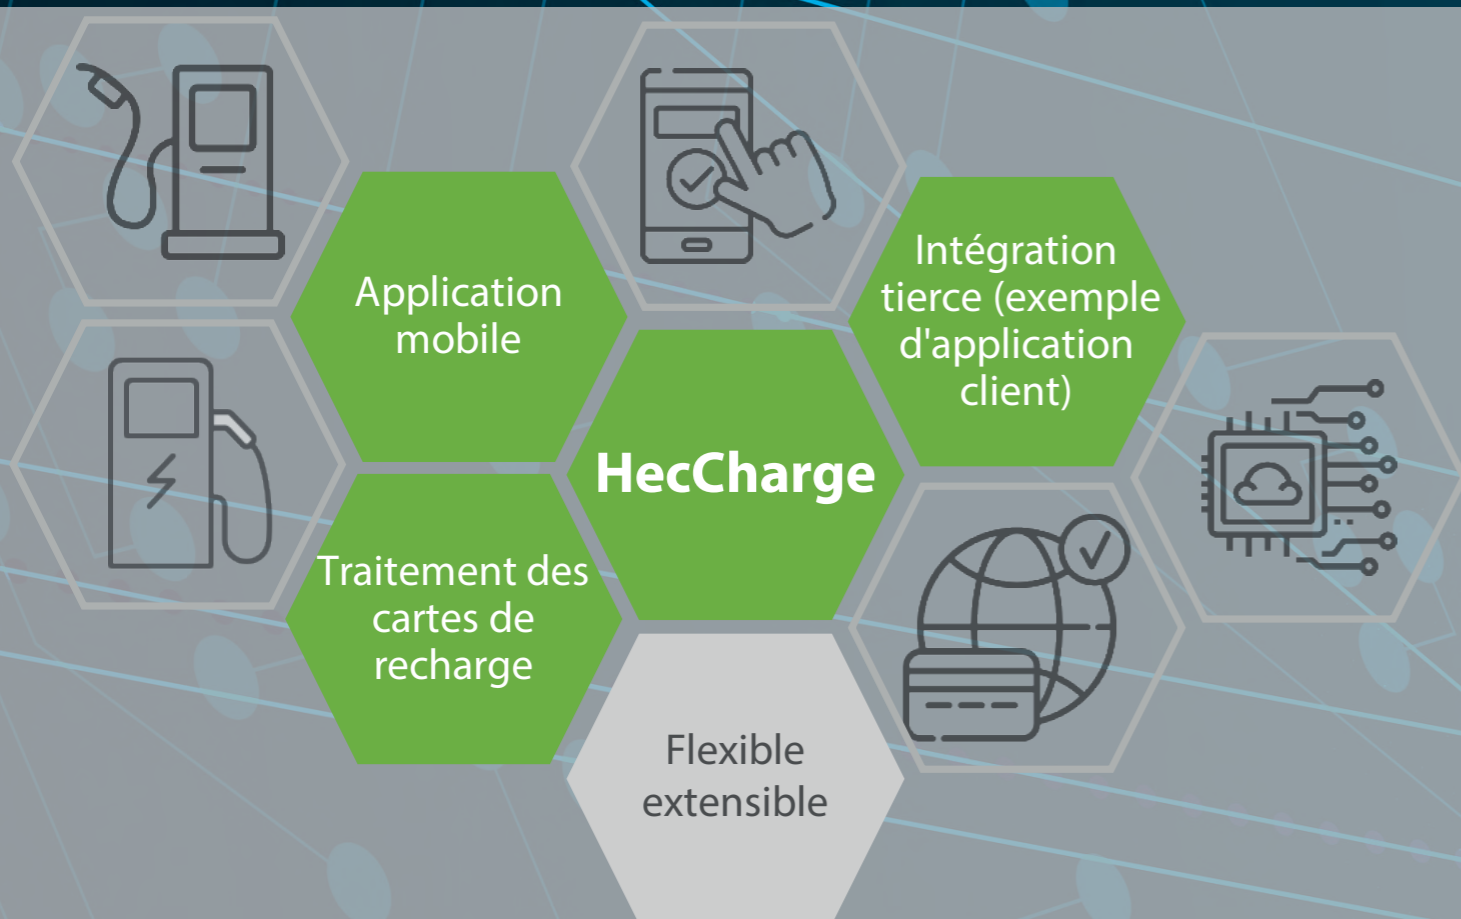 Application
mobile
Intégration
tierce (exemple
d'application
client)
HecCharge
Traitement des
cartes de
recharge
Flexible
extensible